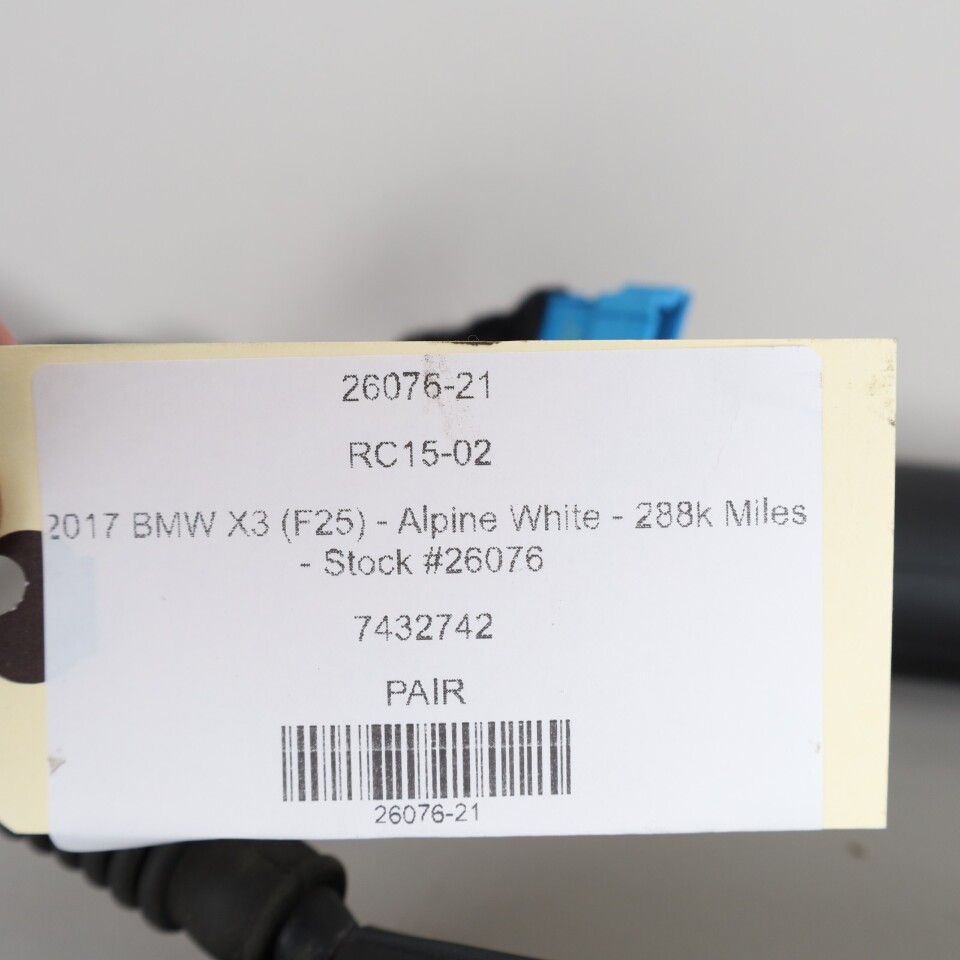 26076-21
RC15-02
2017 BMW X3 (F25) - Alpine White - 288k Miles
- Stock #26076
7432742
PAIR
26076-21